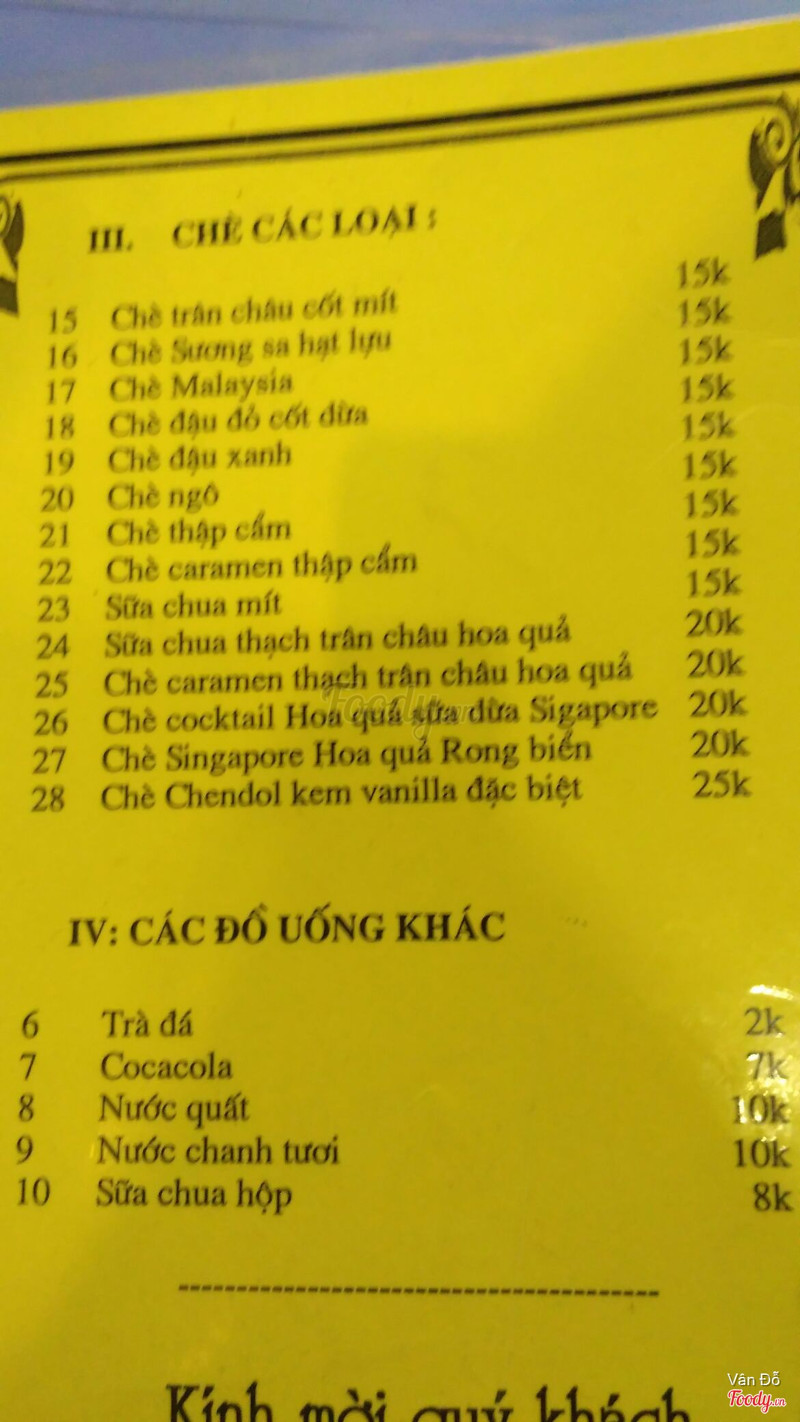 III. CHÈ CÁC LOẠI :
15 Chè trân châu cốt mít 15k
16 Chè Sương sa hạt lựu 15k
17 Chè Malaysia 15k
18 Chè đậu đỏ cốt dừa 15k
19 Chè đậu xanh 15k
20 Chè ngô 15k
21 Chè thập cẩm 15k
22 Chè caramen thập cẩm 15k
23 Sữa chua mít 15k
24 Sữa chua thạch trân châu hoa quả 20k
25 Chè caramen thạch trân châu hoa quả 20k
26 Chè cocktail Hoa quả sữa dừa Sigapore 20k
27 Chè Singapore Hoa quả Rong biển 20k
28 Chè Chendol kem vanilla đặc biệt 25k
Foody.vn
IV: CÁC ĐỒ UỐNG KHÁC
6 Trà đá 2k
7 Cocacola 7k
8 Nước quất 10k
9 Nước chanh tươi 10k
10 Sữa chua hộp 8k
Kính mời quý khách
Vân Đỗ
Foody.vn